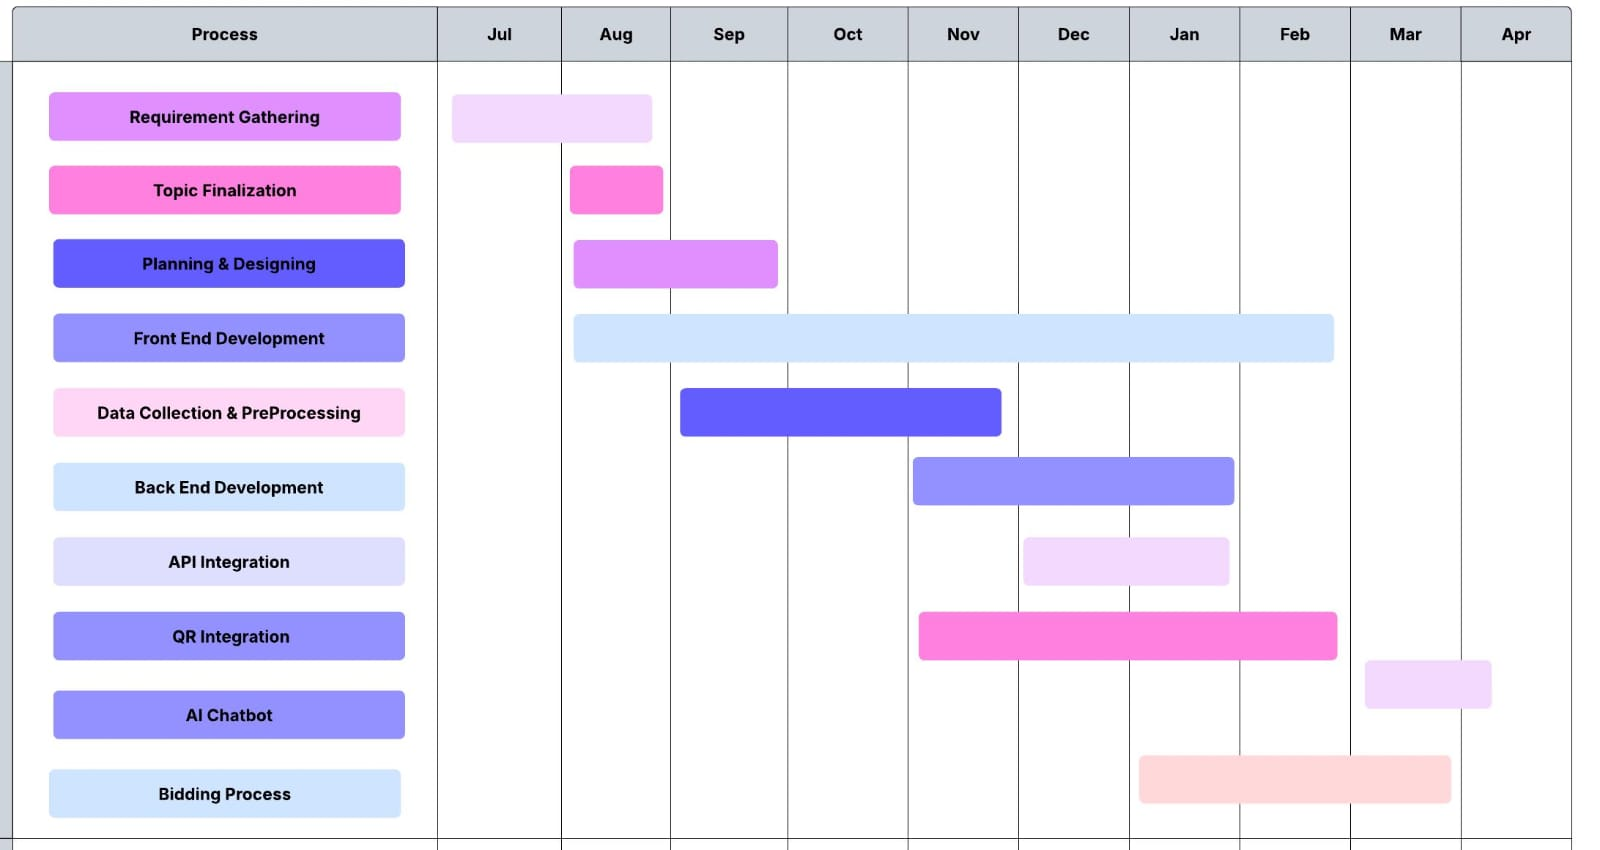 Process Jul Aug Sep Oct Nov Dec Jan Feb Mar Apr
Requirement Gathering
Topic Finalization
Planning & Designing
Front End Development
Data Collection & PreProcessing
Back End Development
API Integration
QR Integration
AI Chatbot
Bidding Process